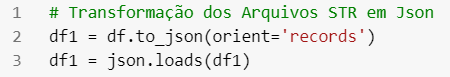 1 # Transformação dos Arquivos STR em Json
2 df1 = df.to_json(orient='records')
3 df1 = json.loads(df1)